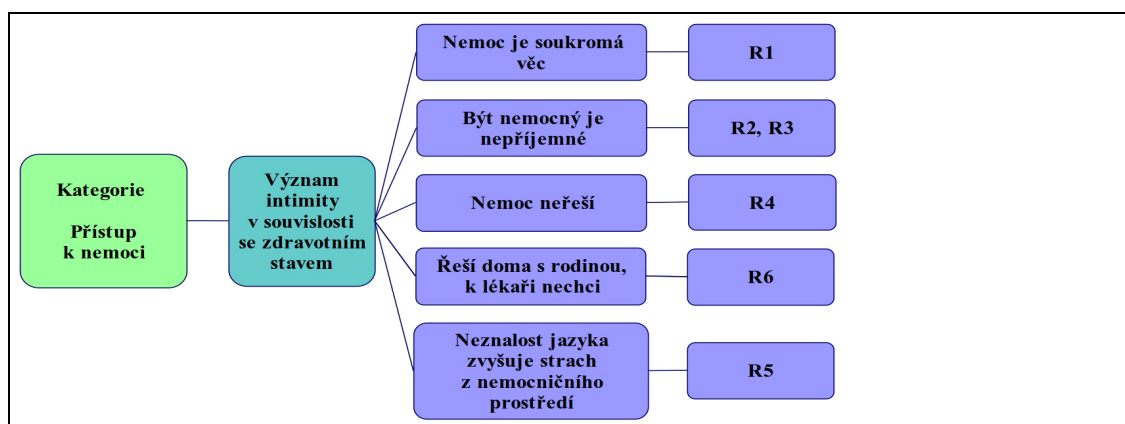 Kategorie
Přístup
k nemoci
Význam
intimity
v souvislosti
se zdravotním
stavem
Nemoc je soukromá
věc
R1
Být nemocný je
nepříjemné
R2, R3
Nemoc neřeší
R4
Řeší doma s rodinou,
k lékaři nechci
R6
Neznalost jazyka
zvyšuje strach
z nemocničního
prostředí
R5